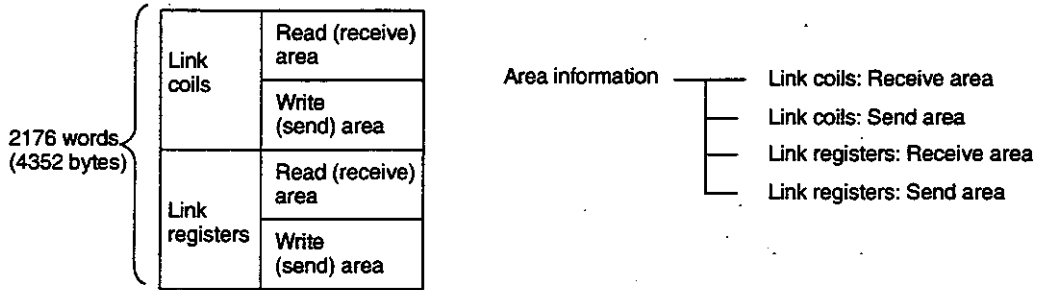 2176 words
(4352 bytes)
Link
coils
Read (receive)
area
Write
(send) area
Link
registers
Read (receive)
area
Write
(send) area
Area information
Link coils: Receive area
Link coils: Send area
Link registers: Receive area
Link registers: Send area